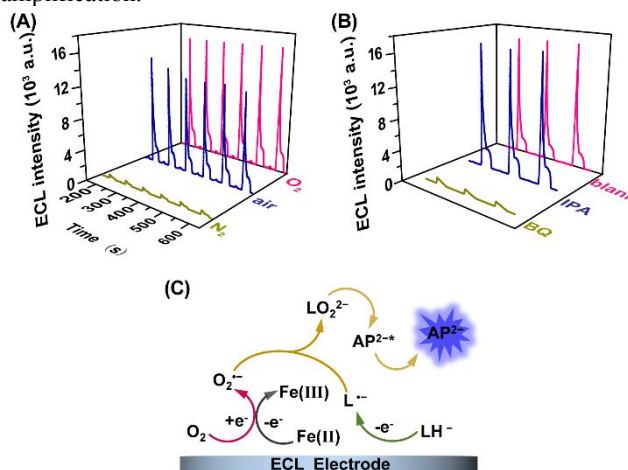 amplification.
(A)
ECL intensity (10³ a.u.)
16
12
8
4
0
200
300
400
500
600
Time (s)
N₂
air
O₂
(B)
ECL intensity (10³ a.u.)
16
12
8
4
0
BQ
IPA
blank
(C)
LO₂²⁻
AP²⁻*
AP²⁻
O₂•⁻
Fe(III)
L•⁻
+e⁻
-e⁻
-e⁻
O₂
Fe(II)
LH⁻
ECL Electrode